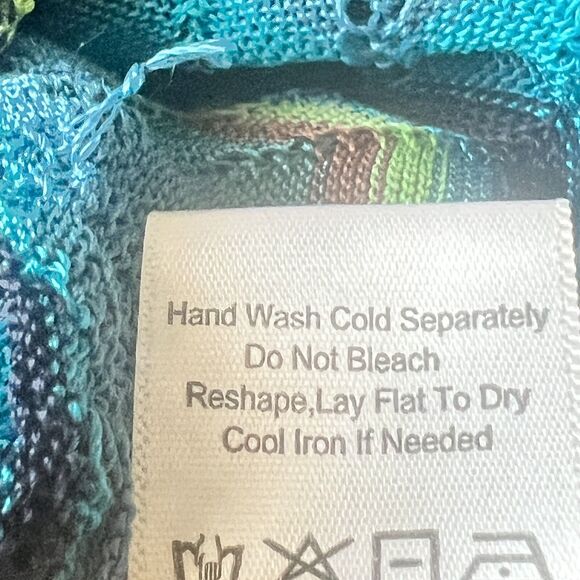 Hand Wash Cold Separately
Do Not Bleach
Reshape,Lay Flat To Dry
Cool Iron If Needed